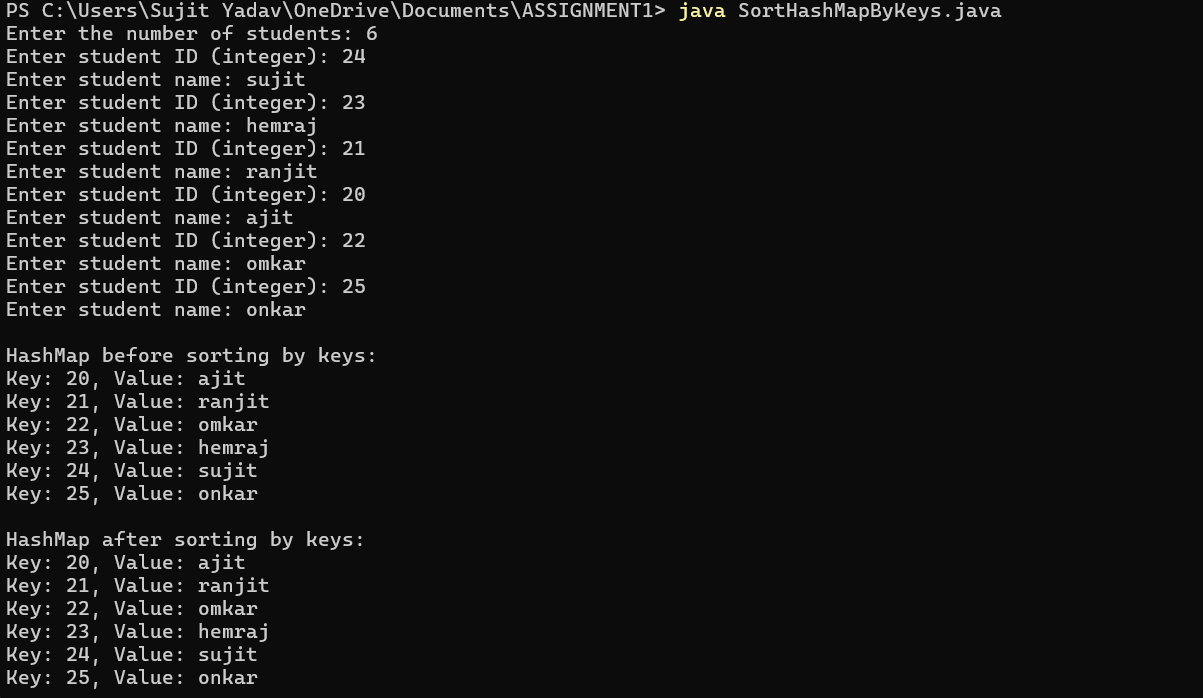 PS C:\Users\Sujit Yadav\OneDrive\Documents\ASSIGNMENT1> java SortHashMapByKeys.java
Enter the number of students: 6
Enter student ID (integer): 24
Enter student name: sujit
Enter student ID (integer): 23
Enter student name: hemraj
Enter student ID (integer): 21
Enter student name: ranjit
Enter student ID (integer): 20
Enter student name: ajit
Enter student ID (integer): 22
Enter student name: omkar
Enter student ID (integer): 25
Enter student name: onkar

HashMap before sorting by keys:
Key: 20, Value: ajit
Key: 21, Value: ranjit
Key: 22, Value: omkar
Key: 23, Value: hemraj
Key: 24, Value: sujit
Key: 25, Value: onkar

HashMap after sorting by keys:
Key: 20, Value: ajit
Key: 21, Value: ranjit
Key: 22, Value: omkar
Key: 23, Value: hemraj
Key: 24, Value: sujit
Key: 25, Value: onkar